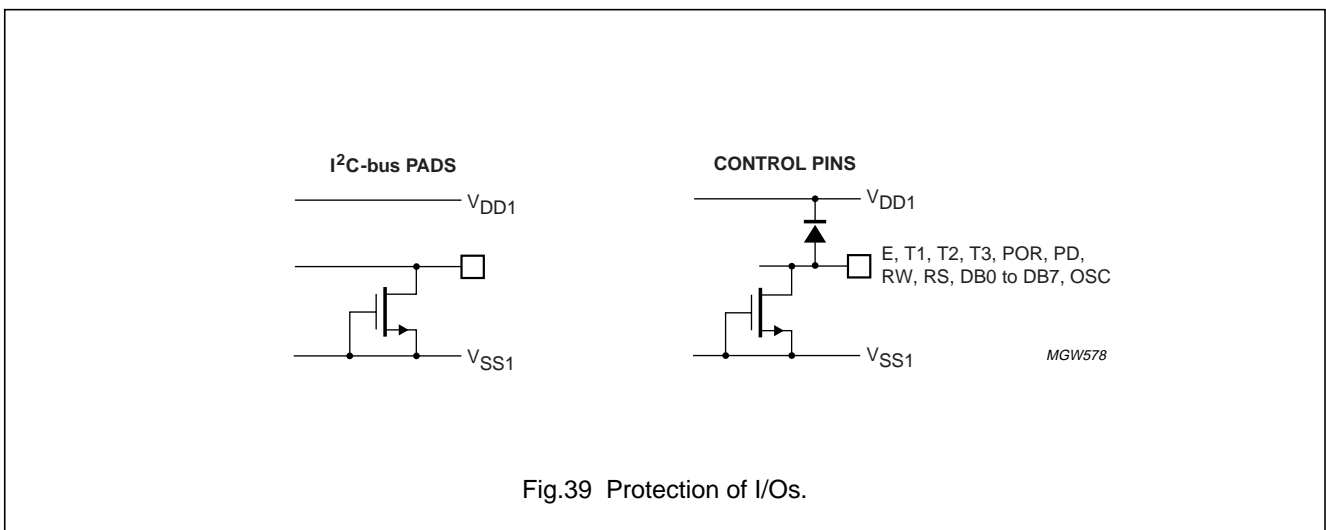 I²C-bus PADS
VDD1
VSS1
CONTROL PINS
VDD1
E, T1, T2, T3, POR, PD,
RW, RS, DB0 to DB7, OSC
VSS1
MGW578
Fig.39 Protection of I/Os.